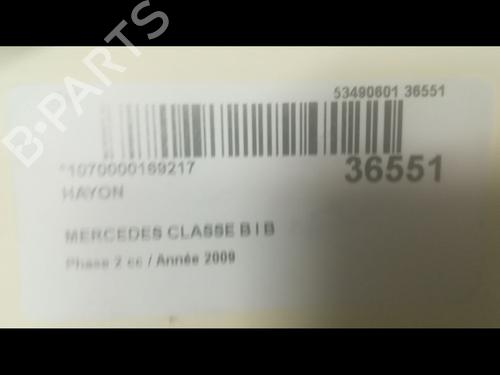 B-PARTS
53490601 36551
*1070000169217
36551
HAYON
MERCEDES CLASSE B I B
Phase 2 cc / Année 2009